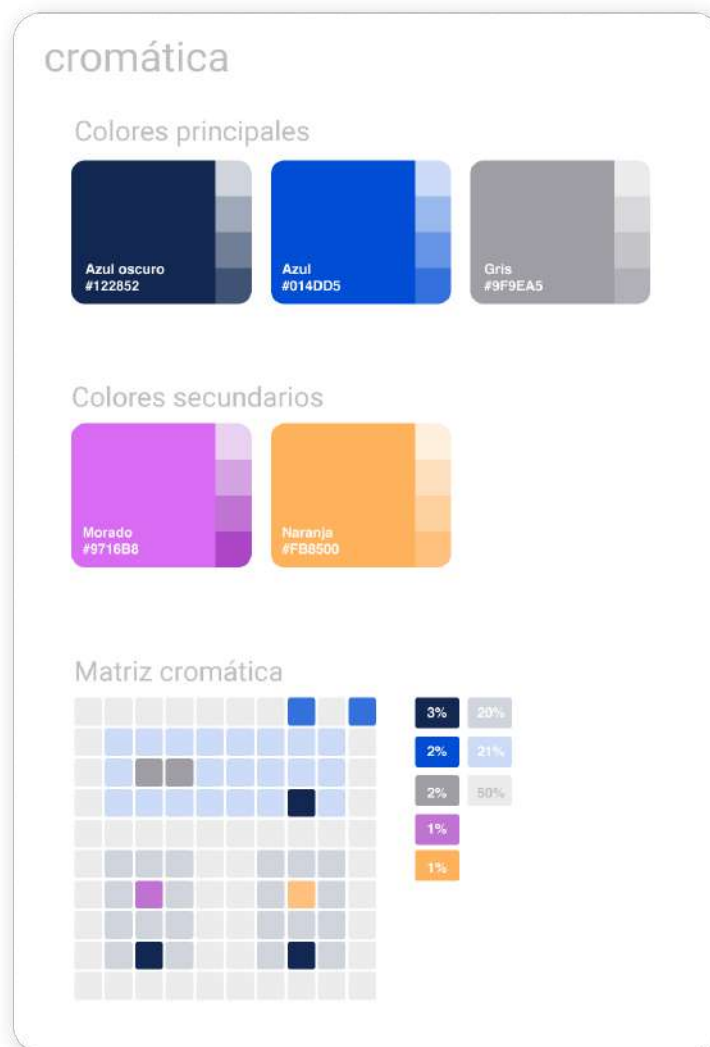 cromática
Colores principales
Azul oscuro
#122852
Azul
#014DD5
Gris
#9F9EA5
Colores secundarios
Morado
#9716B8
Naranja
#FB8500
Matriz cromática
3% 20%
2% 21%
2% 50%
1%
1%